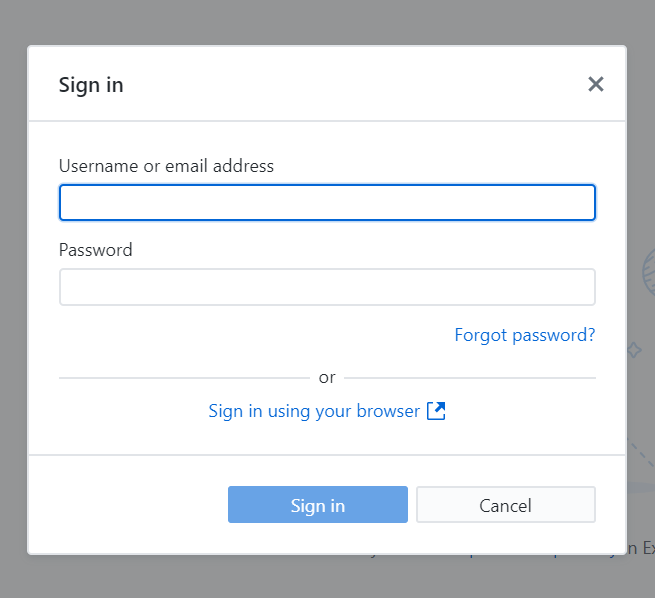 Sign in
Username or email address
Password
Forgot password?
or
Sign in using your browser
Sign in
Cancel